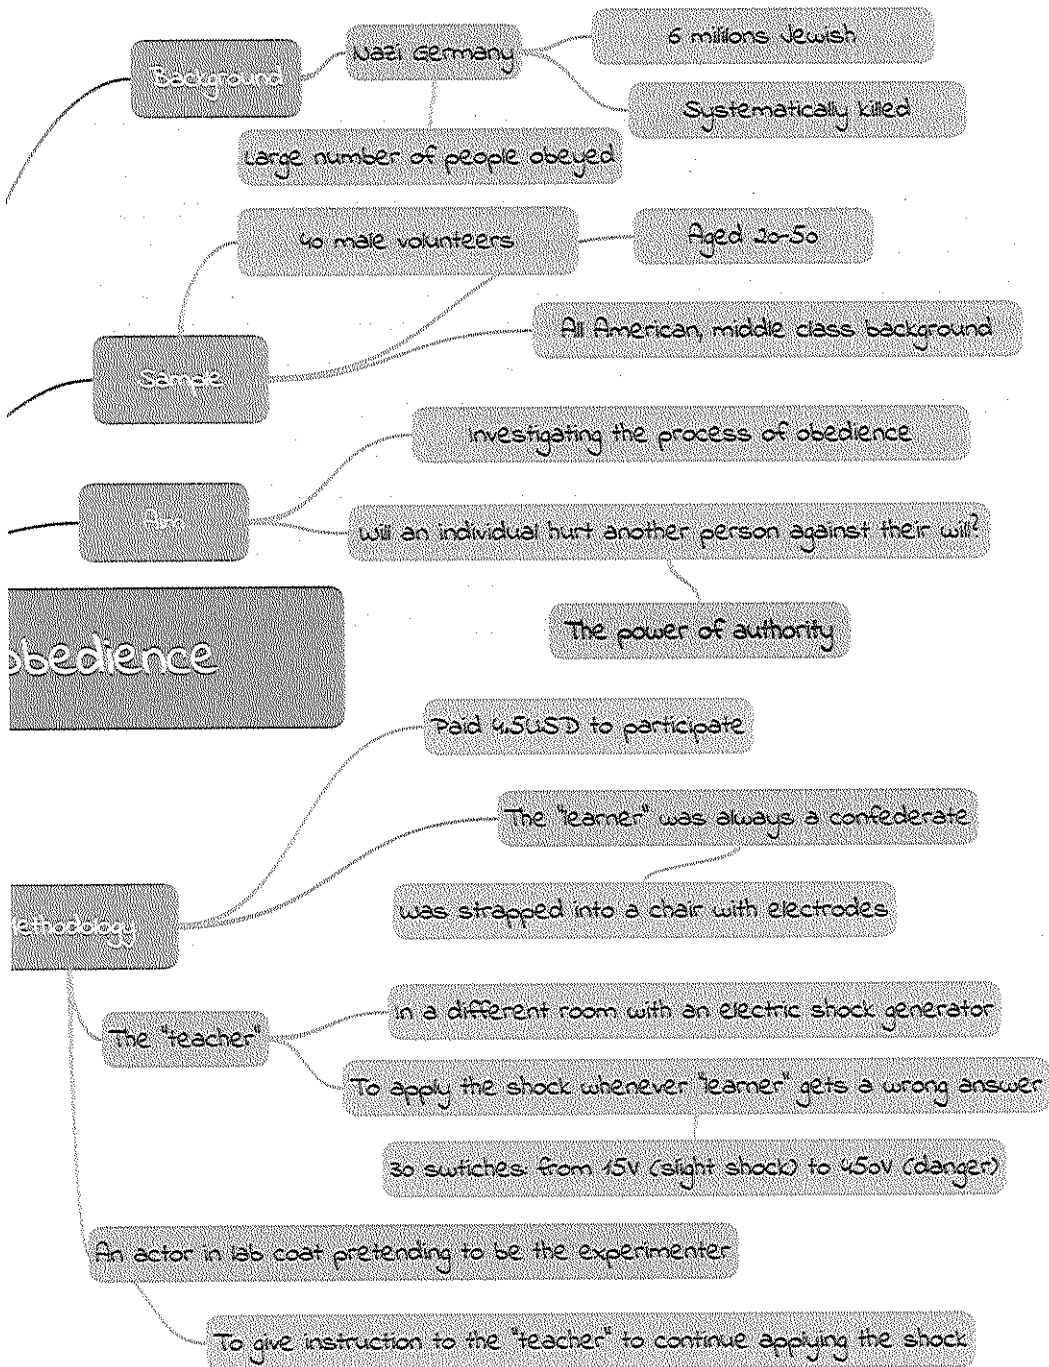 Background
Nazi Germany
6 millions Jewish
Systematically killed
Large number of people obeyed
40 male volunteers
Aged 20-50
All American, middle class background
Sample
Investigating the process of obedience
Aim
will an individual hurt another person against their will?
The power of authority
obedience
Paid 4.5USD to participate
The "learner" was always a confederate
was strapped into a chair with electrodes
ethodology
in a different room with an electric shock generator
The "teacher"
To apply the shock whenever "learner" gets a wrong answer
30 swtiches from 15V (slight shock) to 450V (danger)
An actor in lab coat pretending to be the experimenter
To give instruction to the "teacher" to continue applying the shock